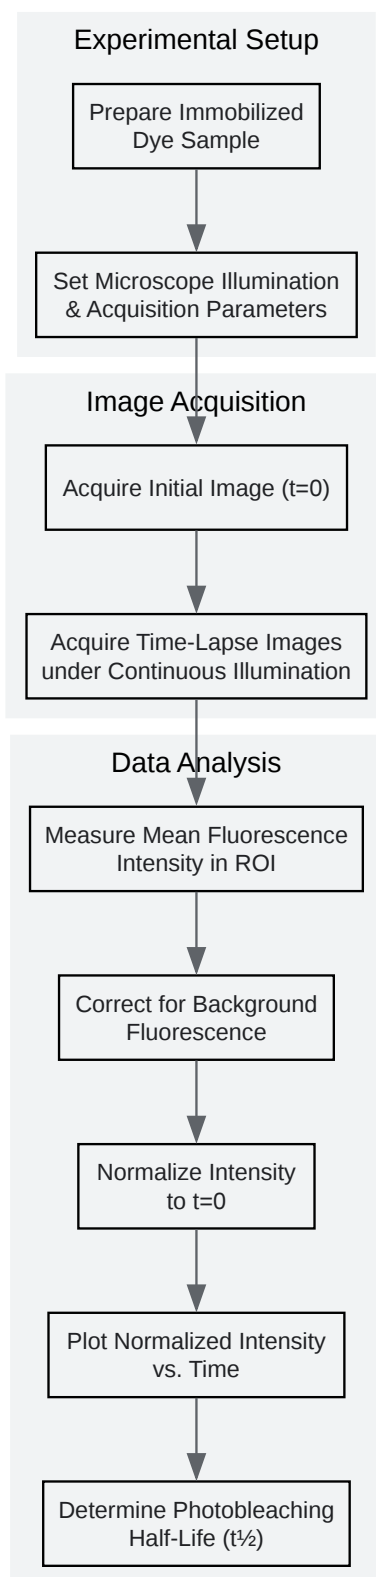 Experimental Setup
Prepare Immobilized
Dye Sample
Set Microscope Illumination
& Acquisition Parameters
Image Acquisition
Acquire Initial Image (t=0)
Acquire Time-Lapse Images
under Continuous Illumination
Data Analysis
Measure Mean Fluorescence
Intensity in ROI
Correct for Background
Fluorescence
Normalize Intensity
to t=0
Plot Normalized Intensity
vs. Time
Determine Photobleaching
Half-Life (t½)